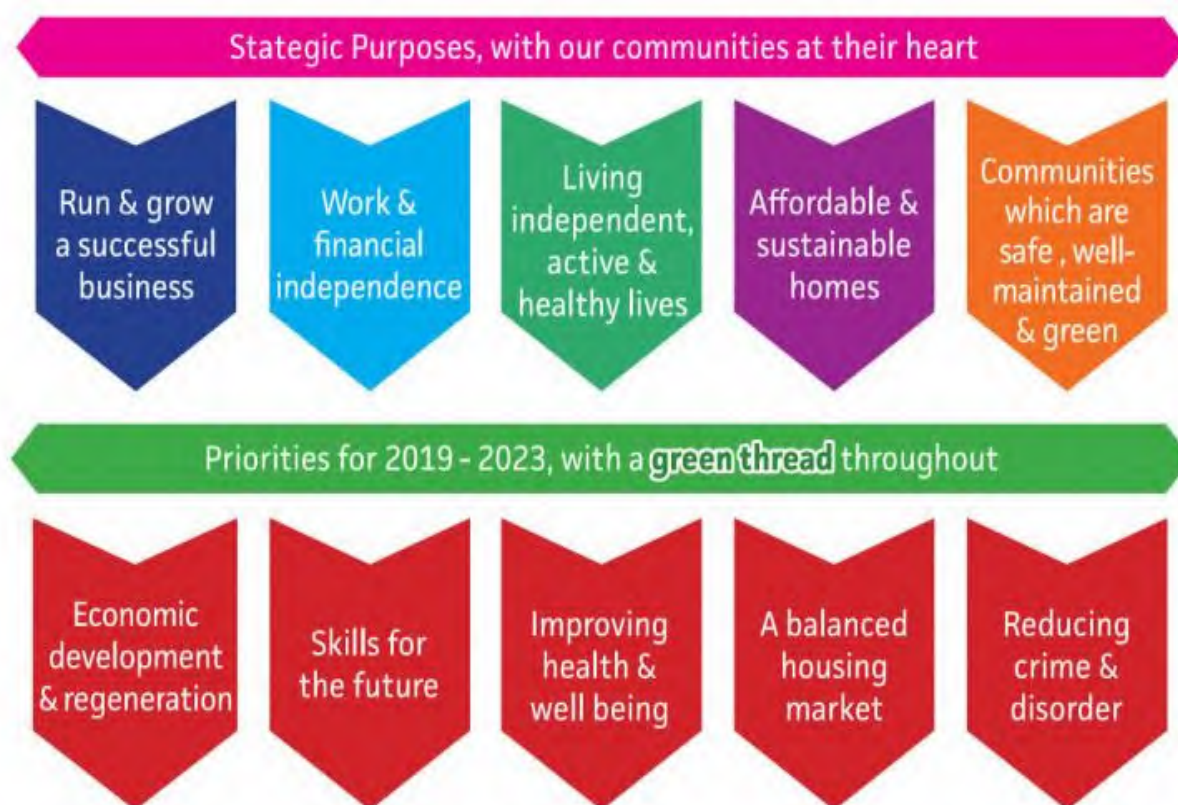 Stategic Purposes, with our communities at their heart
Run & grow
a successful
business
Work &
financial
independence
Living
independent,
active &
healthy lives
Affordable &
sustainable
homes
Communities
which are
safe , well-
maintained
& green
Priorities for 2019 - 2023, with a green thread throughout
Economic
development
& regeneration
Skills for
the future
Improving
health &
well being
A balanced
housing
market
Reducing
crime &
disorder